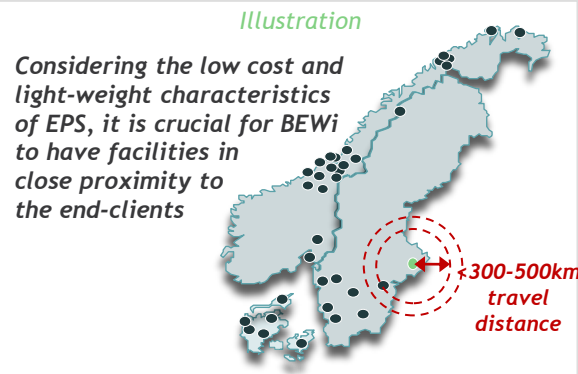 Illustration
Considering the low cost and
light-weight characteristics
of EPS, it is crucial for BEWi
to have facilities in
close proximity to
the end-clients
<300-500km
travel
distance